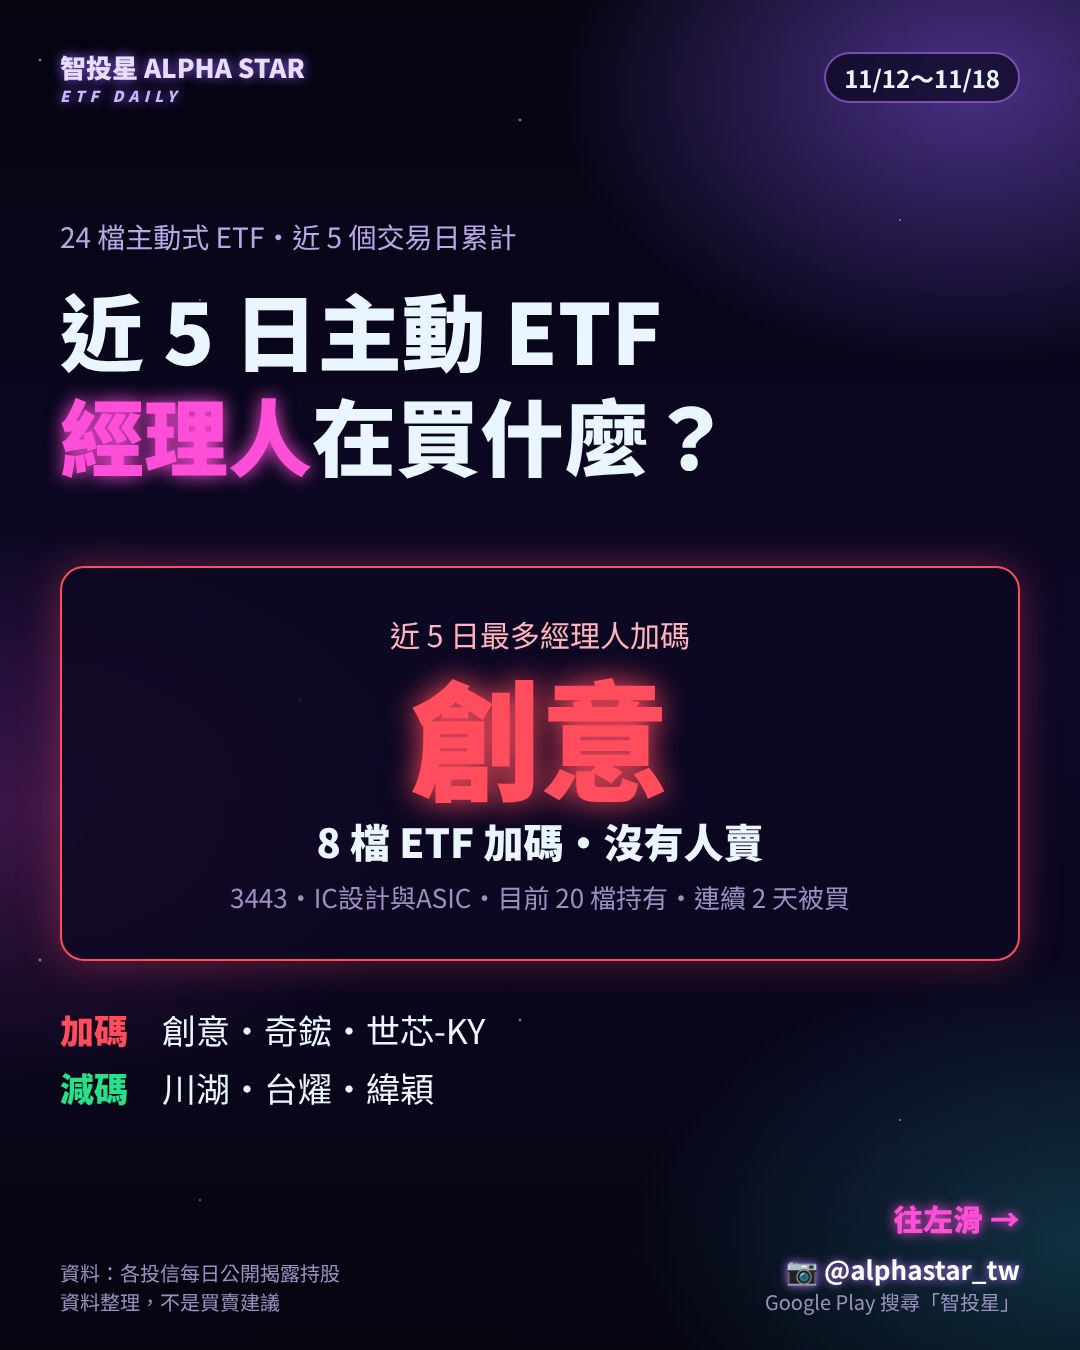 智投星 ALPHA STAR
ETF DAILY
11/12～11/18
24 檔主動式 ETF・近 5 個交易日累計
近 5 日主動 ETF
經理人在買什麼？
近 5 日最多經理人加碼
創意
8 檔 ETF 加碼・沒有人賣
3443・IC設計與ASIC・目前 20 檔持有・連續 2 天被買
加碼 創意・奇鋐・世芯-KY
減碼 川湖・台燿・緯穎
往左滑 →
📷 @alphastar_tw
Google Play 搜尋「智投星」
資料：各投信每日公開揭露持股
資料整理，不是買賣建議